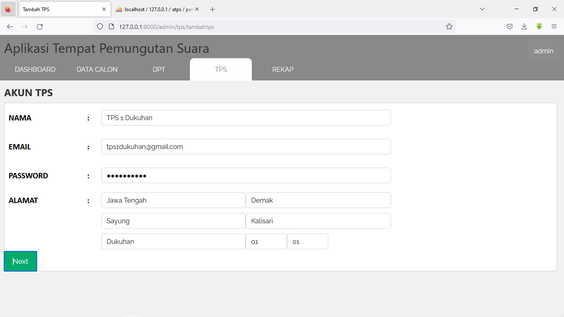 Tambah TPS
localhost / 127.0.0.1 / atps / pe
127.0.0.1:8000/admin/tps/tambahtps
Aplikasi Tempat Pemungutan Suara
admin
DASHBOARD DATA CALON DPT TPS REKAP
AKUN TPS
NAMA : TPS 1 Dukuhan
EMAIL : tps1dukuhan@gmail.com
PASSWORD : ●●●●●●●●●●
ALAMAT : Jawa Tengah Demak
Sayung Kalisari
Dukuhan 01 01
Next